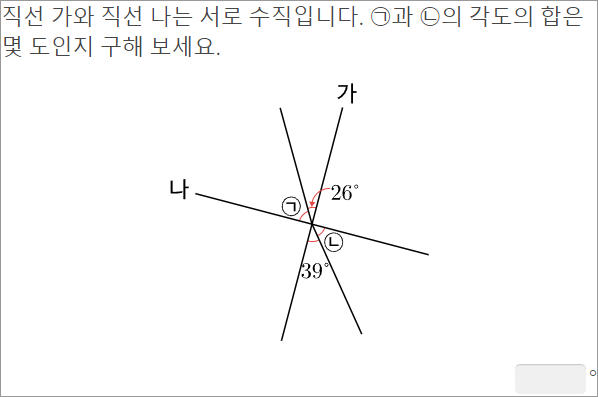 직선 가와 직선 나는 서로 수직입니다. ㉠과 ㉡의 각도의 합은
몇 도인지 구해 보세요.
가
나
㉠
26°
㉡
39°
°